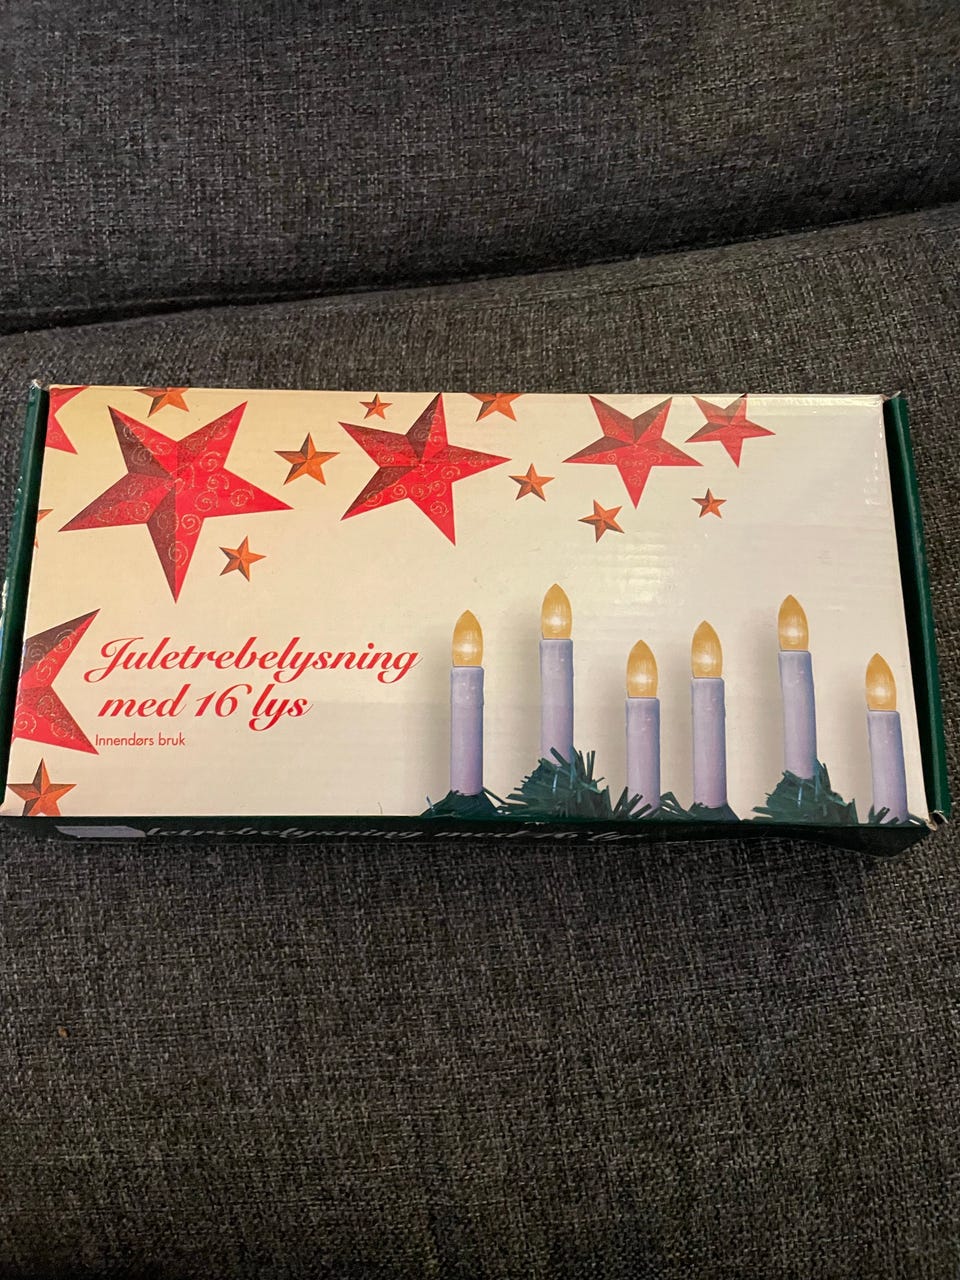 Juletrebelysning
med 16 lys
Innendørs bruk